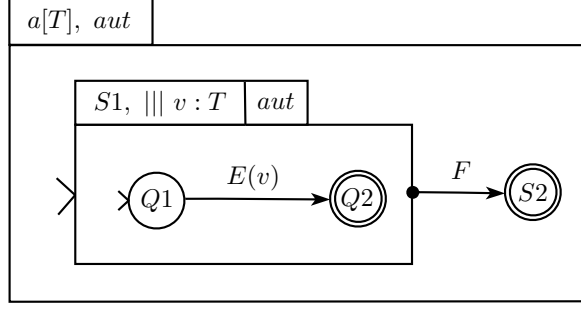 a[T], aut
S1, ||| v : T aut
E(v)
F
Q1
Q2
S2